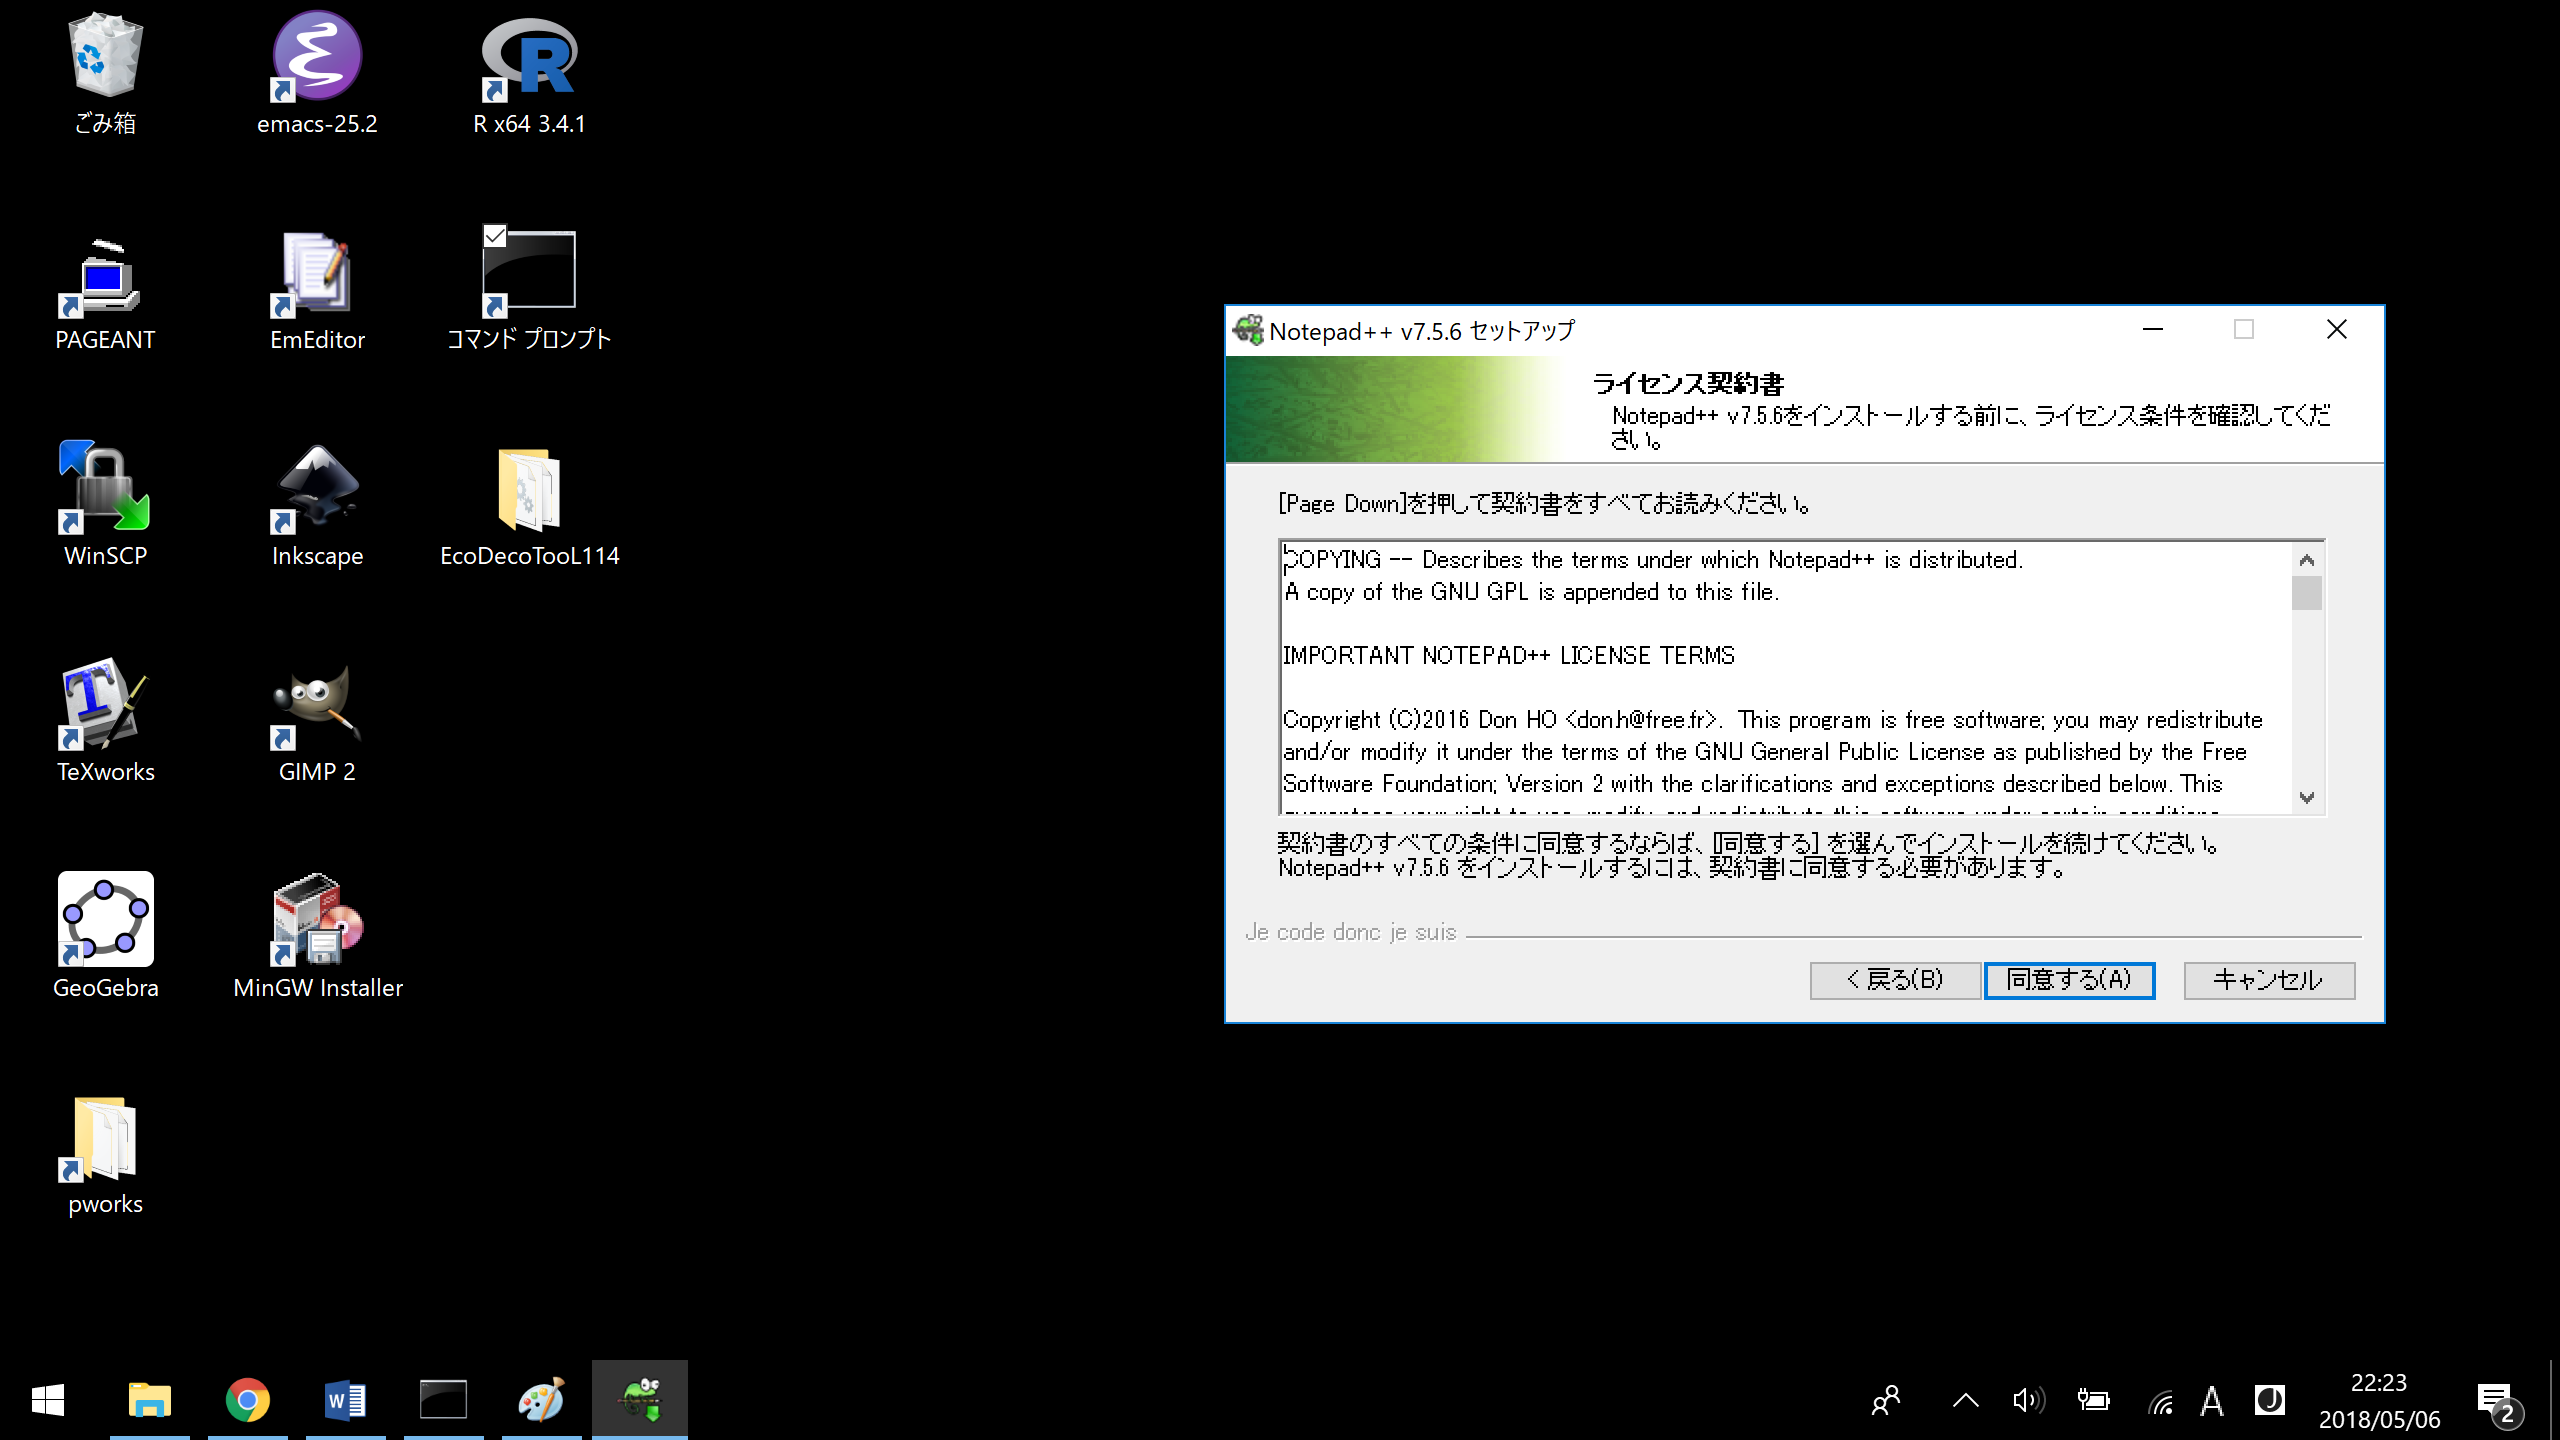 ごみ箱
emacs-25.2
R x64 3.4.1
PAGEANT
EmEditor
コマンド プロンプト
WinSCP
Inkscape
EcoDecoTooL114
TeXworks
GIMP 2
GeoGebra
MinGW Installer
pworks
Notepad++ v7.5.6 セットアップ
ライセンス契約書
Notepad++ v7.5.6をインストールする前に、ライセンス条件を確認してくだ
さい。
[Page Down]を押して契約書をすべてお読みください。
COPYING -- Describes the terms under which Notepad++ is distributed.
A copy of the GNU GPL is appended to this file.
IMPORTANT NOTEPAD++ LICENSE TERMS
Copyright (C)2016 Don HO <don.h@free.fr>. This program is free software; you may redistribute
and/or modify it under the terms of the GNU General Public License as published by the Free
Software Foundation; Version 2 with the clarifications and exceptions described below. This
guarantees your right to use, modify, and redistribute this software under certain conditions.
契約書のすべての条件に同意するならば、[同意する] を選んでインストールを続けてください。
Notepad++ v7.5.6 をインストールするには、契約書に同意する必要があります。
Je code donc je suis
< 戻る(B)
同意する(A)
キャンセル
A
J
22:23
2018/05/06
2